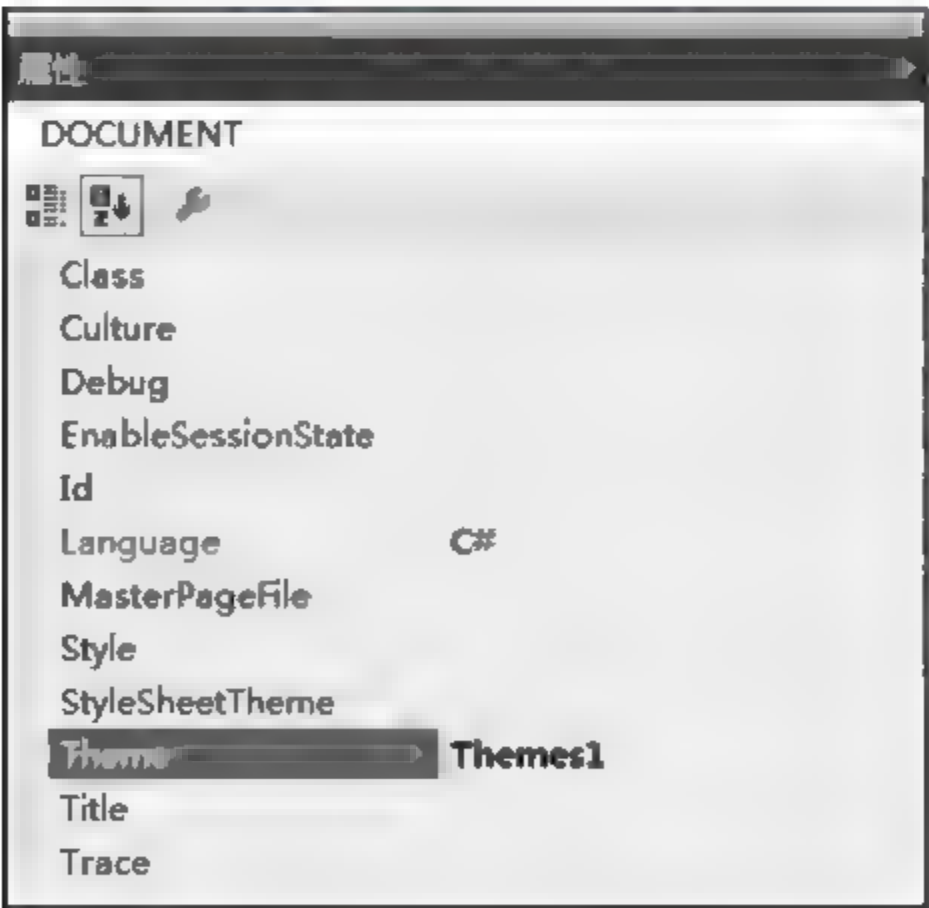 属性
DOCUMENT
Class
Culture
Debug
EnableSessionState
Id
Language C#
MasterPageFile
Style
StyleSheetTheme
Theme Themes1
Title
Trace